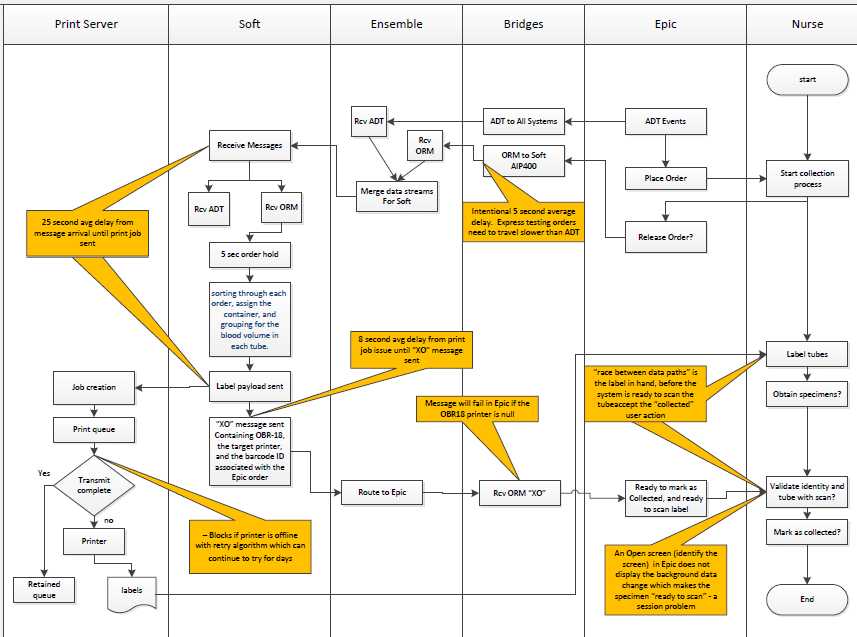 Print Server
Soft
Ensemble
Bridges
Epic
Nurse
start
Rcv ADT
ADT to All Systems
ADT Events
Receive Messages
Rcv
ORM
ORM to Soft
AIP400
Place Order
Start collection
process
Rcv ADT
Rcv ORM
Merge data streams
For Soft
25 second avg delay from
message arrival until print job
sent
Intentional 5 second average
delay.  Express testing orders
need to travel slower than ADT
Release Order?
5 sec order hold
sorting through each
order, assign the
container, and
grouping for the
blood volume in
each tube.
8 second avg delay from print
job issue until "XO" message
sent
Label tubes
Job creation
Label payload sent
"race between data paths" is
the label in hand, before the
system is ready to scan the
tubeaccept the "collected"
user action
Obtain specimens?
Message will fail in Epic if the
OBR18 printer is null
Print queue
"XO" message sent
Containing OBR-18,
the target printer,
and the barcode ID
associated with the
Epic order
Yes
Transmit
complete
no
Route to Epic
Rcv ORM "XO"
Ready to mark as
Collected, and ready
to scan label
Validate identity and
tube with scan?
Printer
-- Blocks if printer is offline
with retry algorithm which can
continue to try for days
Mark as collected?
An Open screen (identify the
screen)  in Epic does not
display the background data
change which makes the
specimen "ready to scan" - a
session problem
Retained
queue
labels
End